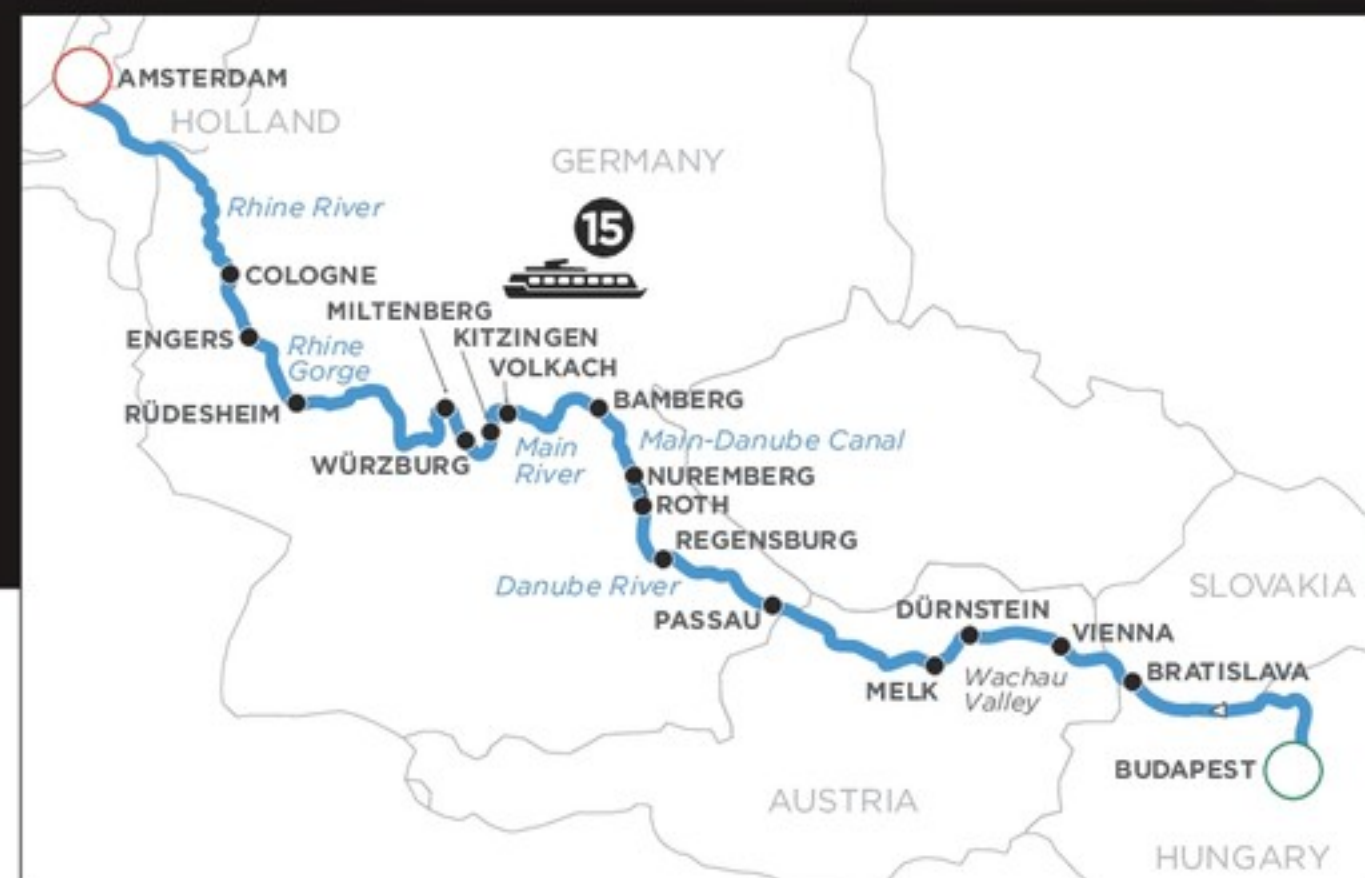 AMSTERDAM
HOLLAND
GERMANY
Rhine River
15
COLOGNE
MILTENBERG
ENGERS
KITZINGEN
Rhine
Gorge
VOLKACH
RÜDESHEIM
BAMBERG
WÜRZBURG
Main
River
Main-Danube Canal
NUREMBERG
ROTH
REGENSBURG
Danube River
PASSAU
DÜRNSTEIN
SLOVAKIA
VIENNA
MELK
Wachau
Valley
BRATISLAVA
BUDAPEST
AUSTRIA
HUNGARY